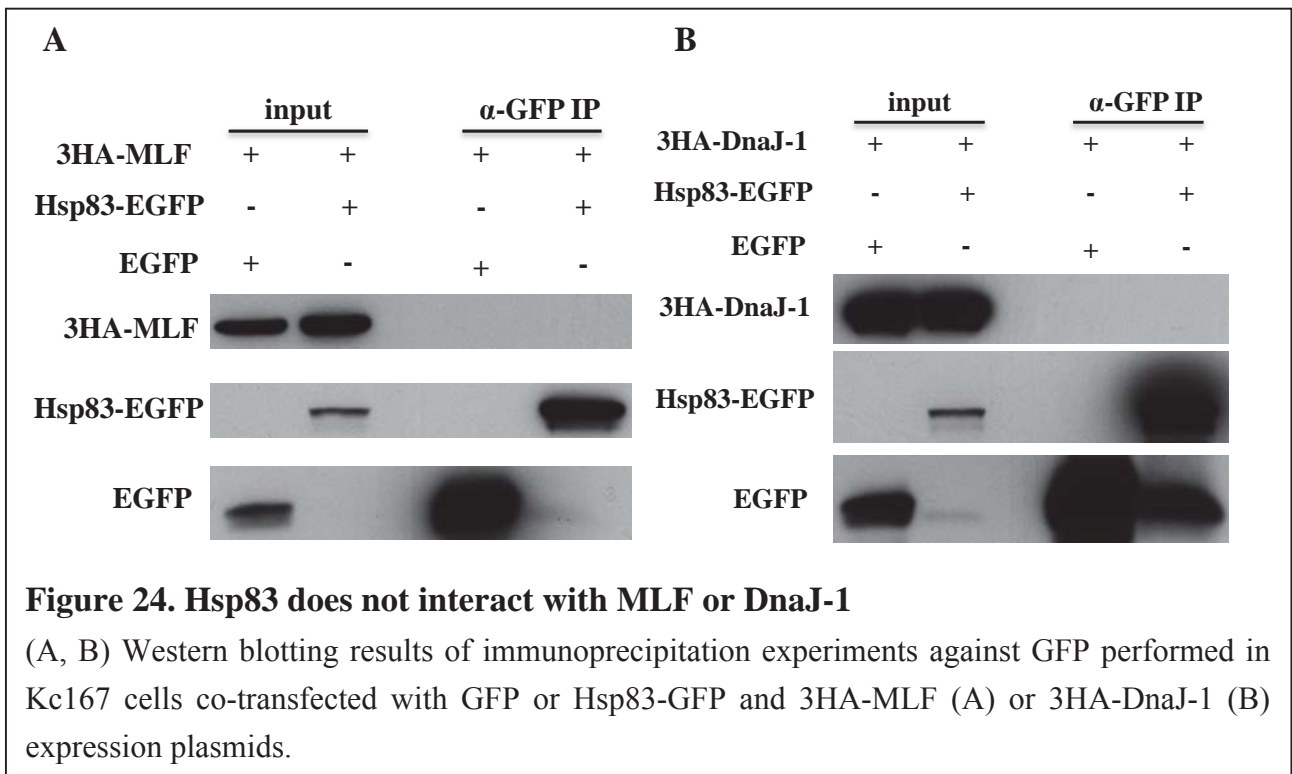 A
input α-GFP IP
3HA-MLF + + + +
Hsp83-EGFP - + - +
EGFP + - + -
3HA-MLF
Hsp83-EGFP
EGFP
B
input α-GFP IP
3HA-DnaJ-1 + + + +
Hsp83-EGFP - + - +
EGFP + - + -
3HA-DnaJ-1
Hsp83-EGFP
EGFP
Figure 24. Hsp83 does not interact with MLF or DnaJ-1
(A, B) Western blotting results of immunoprecipitation experiments against GFP performed in
Kc167 cells co-transfected with GFP or Hsp83-GFP and 3HA-MLF (A) or 3HA-DnaJ-1 (B)
expression plasmids.